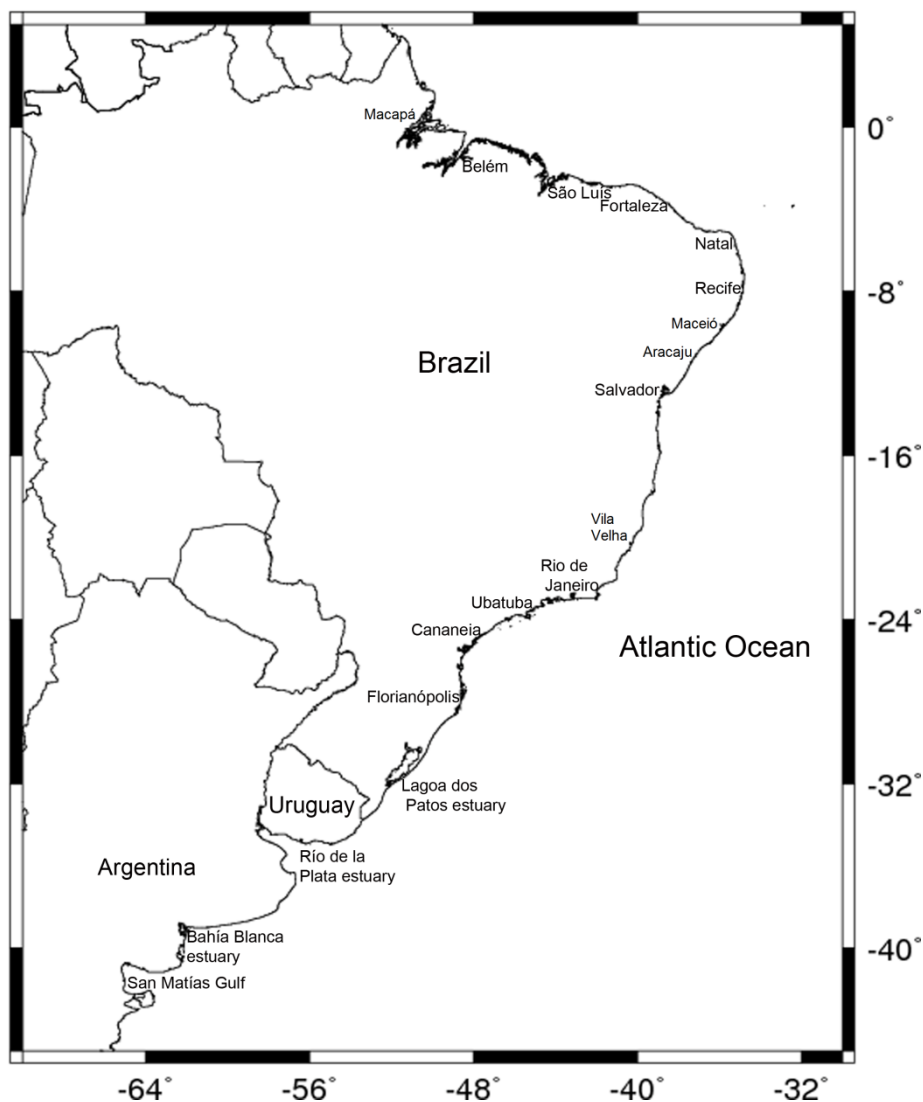 Macapá
0°
Belém
São Luís
Fortaleza
Natal
Recife
-8°
Maceió
Aracaju
Brazil
Salvador
-16°
Vila
Velha
Rio de
Janeiro
Ubatuba
-24°
Cananeia
Atlantic Ocean
Florianópolis
-32°
Lagoa dos
Patos estuary
Uruguay
Río de la
Plata estuary
Argentina
Bahía Blanca
estuary
-40°
San Matías Gulf
-64°
-56°
-48°
-40°
-32°